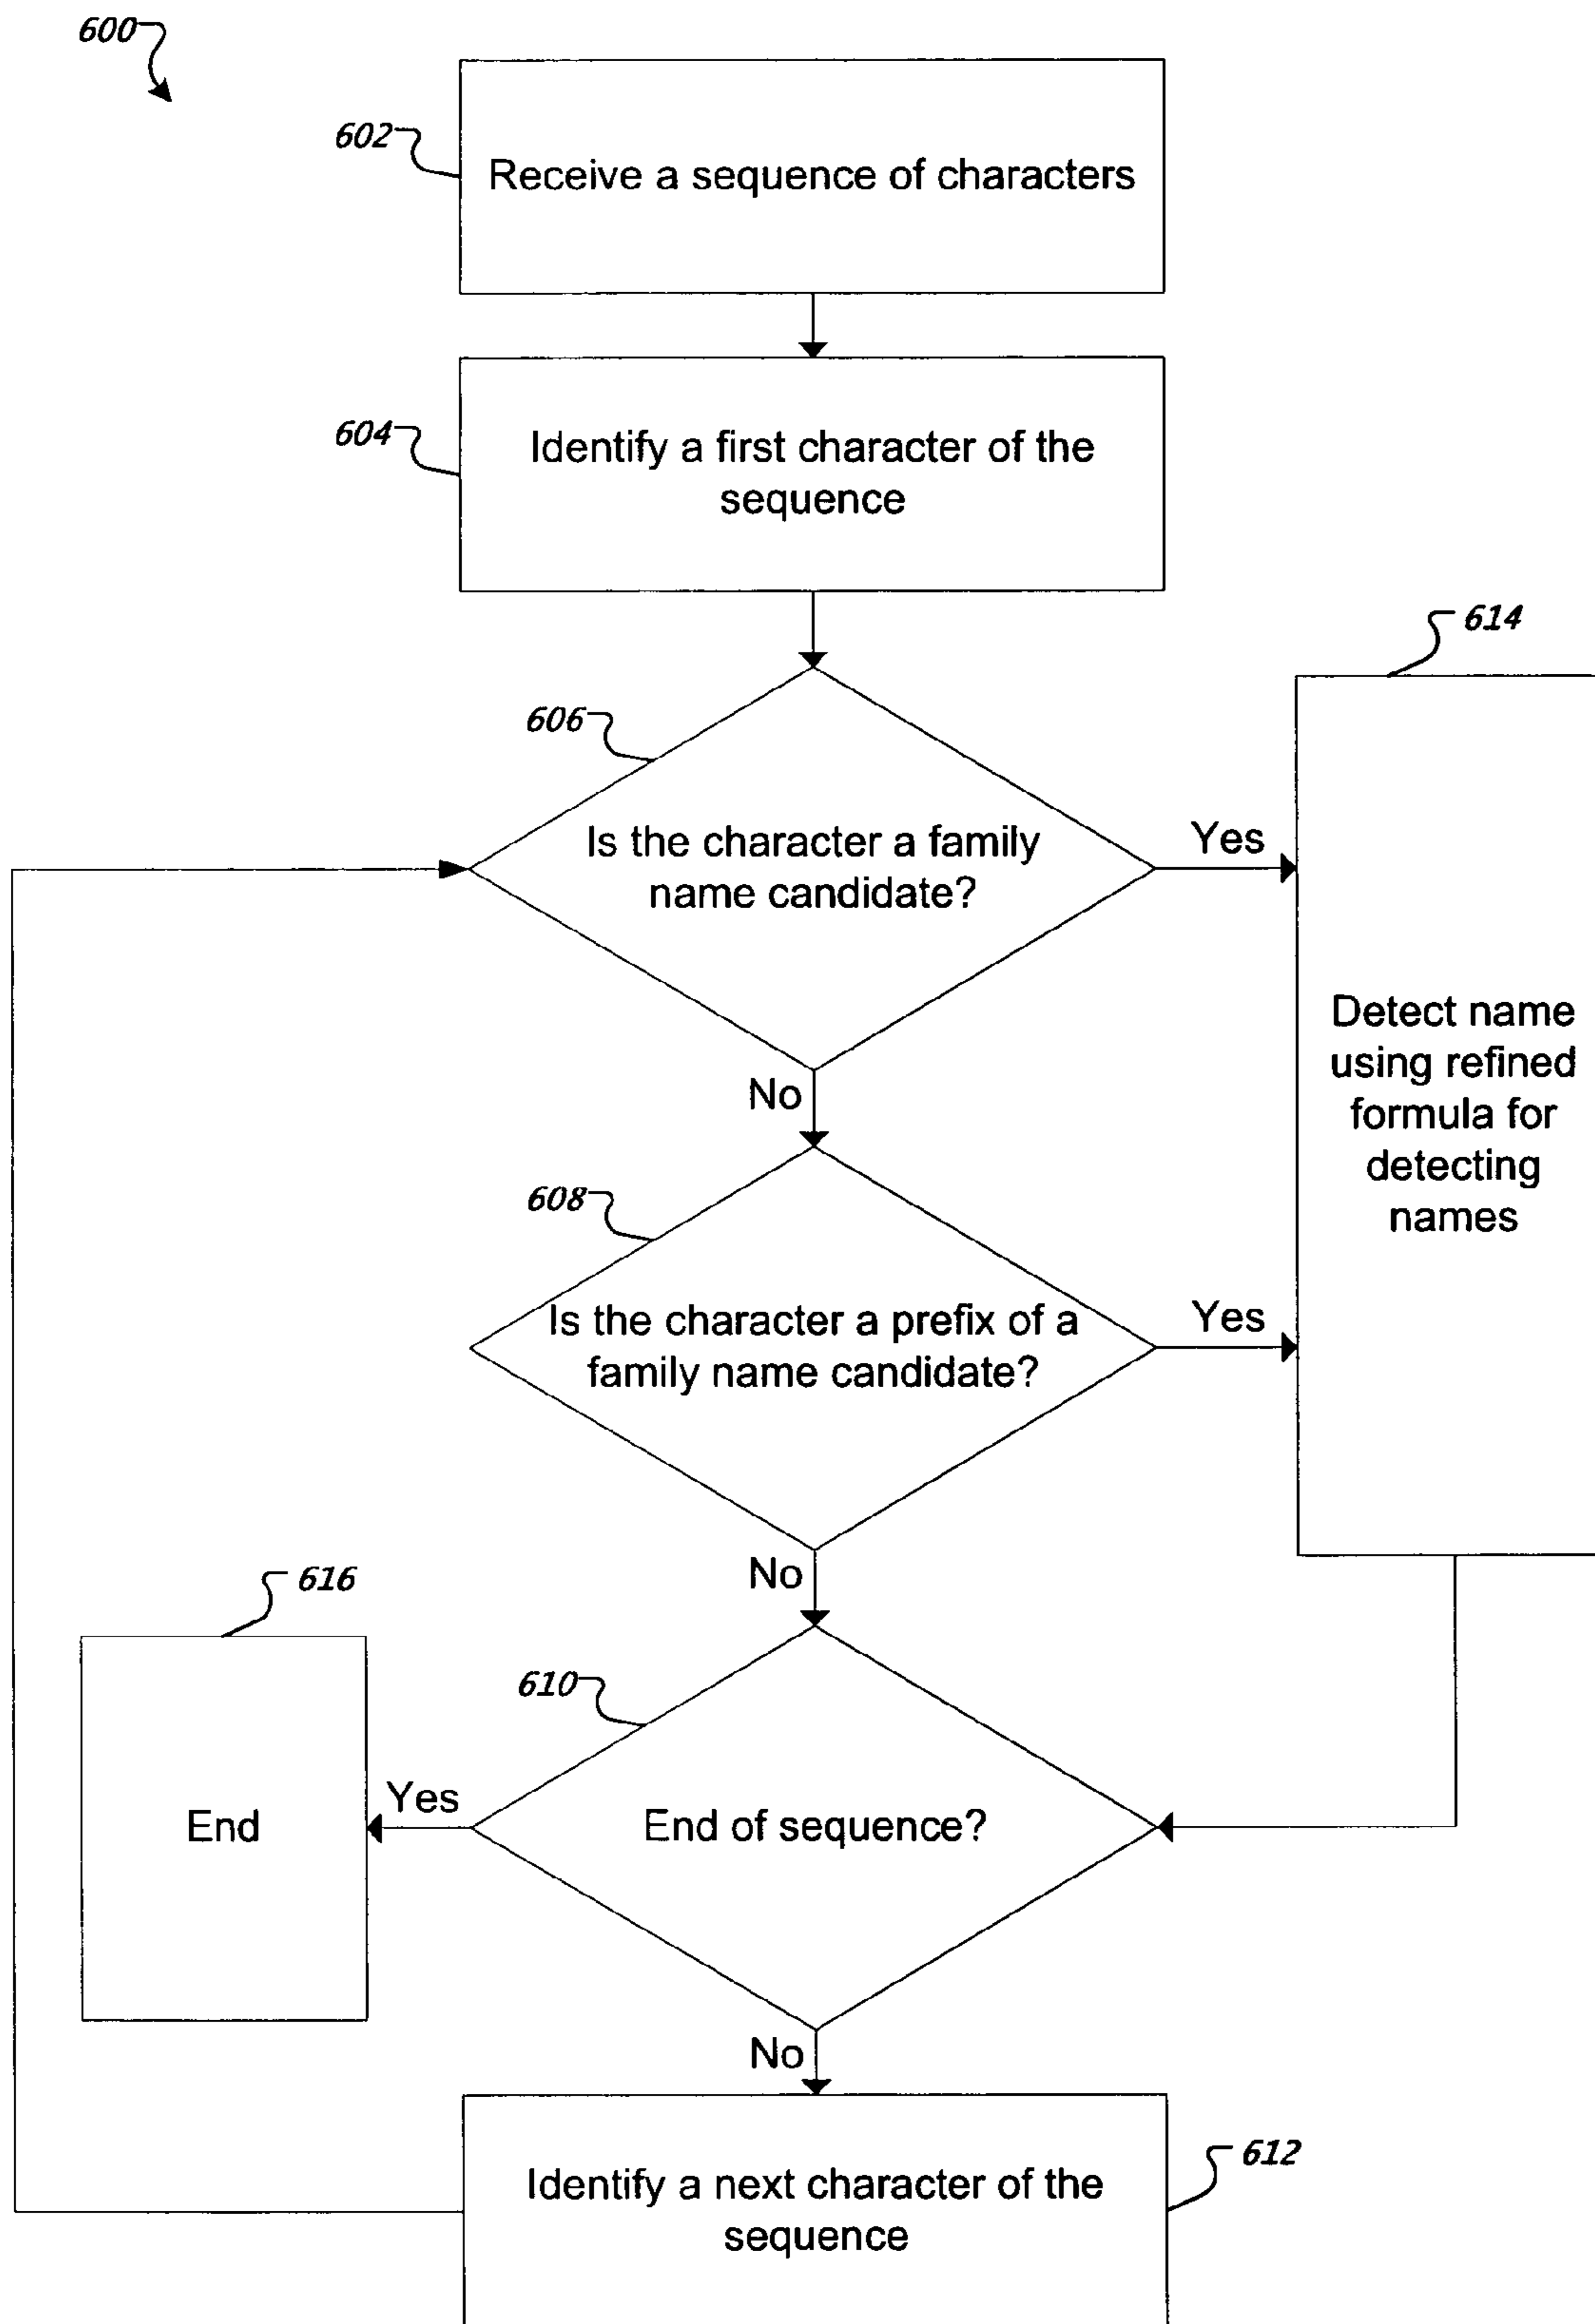 600
602
Receive a sequence of characters
604
Identify a first character of the
sequence
614
606
Is the character a family
name candidate?
Yes
Detect name
using refined
formula for
detecting
names
No
608
Is the character a prefix of a
family name candidate?
Yes
No
616
610
End
Yes
End of sequence?
No
612
Identify a next character of the
sequence